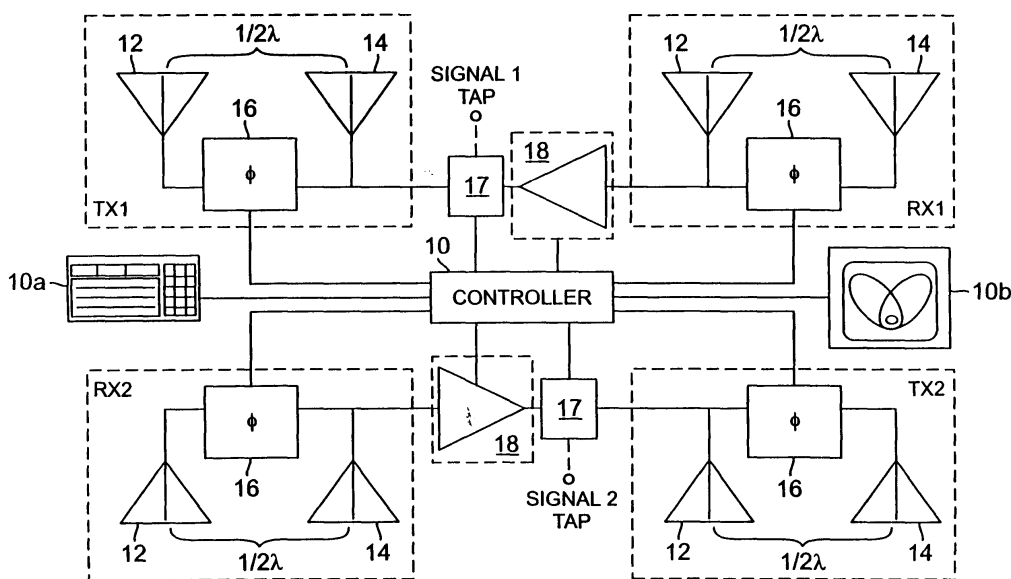 12
1/2λ
14
SIGNAL 1
TAP
12
1/2λ
14
16
ϕ
TX1
17
18
16
ϕ
RX1
10a
10
CONTROLLER
10b
RX2
ϕ
16
18
17
TX2
ϕ
16
12
1/2λ
14
SIGNAL 2
TAP
12
1/2λ
14